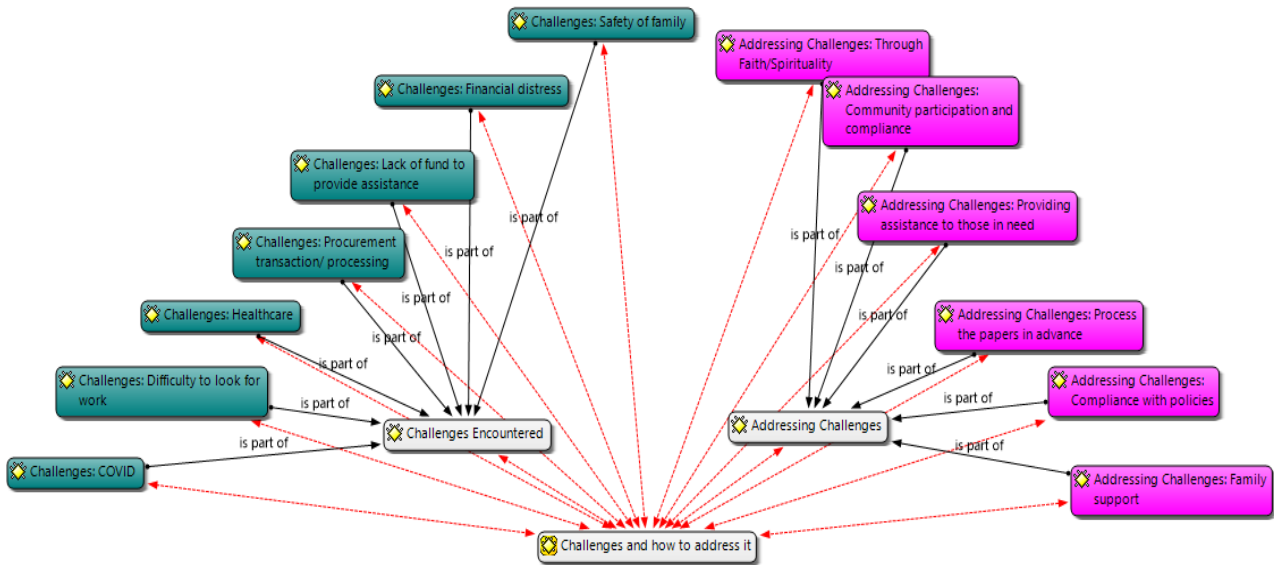 Challenges: Safety of family
Addressing Challenges: Through
Faith/Spirituality
Challenges: Financial distress
Addressing Challenges:
Community participation and
compliance
Challenges: Lack of fund to
provide assistance
Addressing Challenges: Providing
assistance to those in need
is part of
is part of
is part of
is part of
Challenges: Procurement
transaction/ processing
is part of
is part of
Challenges: Healthcare
Addressing Challenges: Process
the papers in advance
is part of
is part of
is part of
Challenges: Difficulty to look for
work
Addressing Challenges:
Compliance with policies
is part of
is part of
Challenges Encountered
Addressing Challenges
is part of
is part of
Challenges: COVID
Addressing Challenges: Family
support
Challenges and how to address it